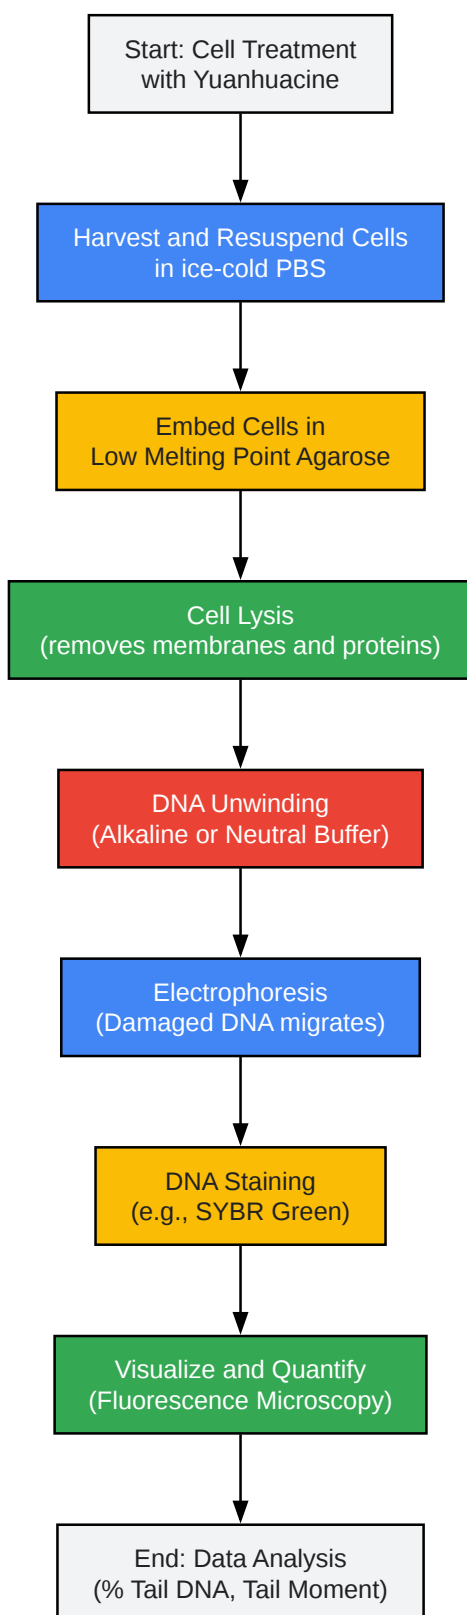 Start: Cell Treatment
with Yuanhuacine
Harvest and Resuspend Cells
in ice-cold PBS
Embed Cells in
Low Melting Point Agarose
Cell Lysis
(removes membranes and proteins)
DNA Unwinding
(Alkaline or Neutral Buffer)
Electrophoresis
(Damaged DNA migrates)
DNA Staining
(e.g., SYBR Green)
Visualize and Quantify
(Fluorescence Microscopy)
End: Data Analysis
(% Tail DNA, Tail Moment)